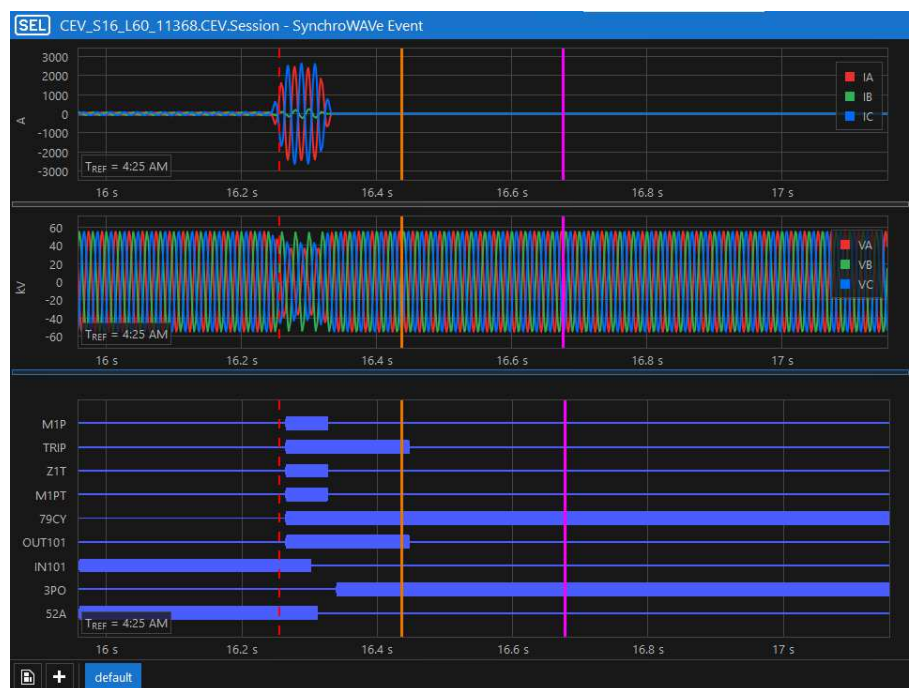 SEL CEV_S16_L60_11368.CEV.Session - SynchroWAVe Event
3000
2000
1000
0
-1000
-2000
-3000
A
IA
IB
IC
TREF = 4:25 AM
16 s 16.2 s 16.4 s 16.6 s 16.8 s 17 s
60
40
20
0
-20
-40
-60
kV
VA
VB
VC
TREF = 4:25 AM
16 s 16.2 s 16.4 s 16.6 s 16.8 s 17 s
M1P
TRIP
Z1T
M1PT
79CY
OUT101
IN101
3PO
52A
TREF = 4:25 AM
16 s 16.2 s 16.4 s 16.6 s 16.8 s 17 s
default